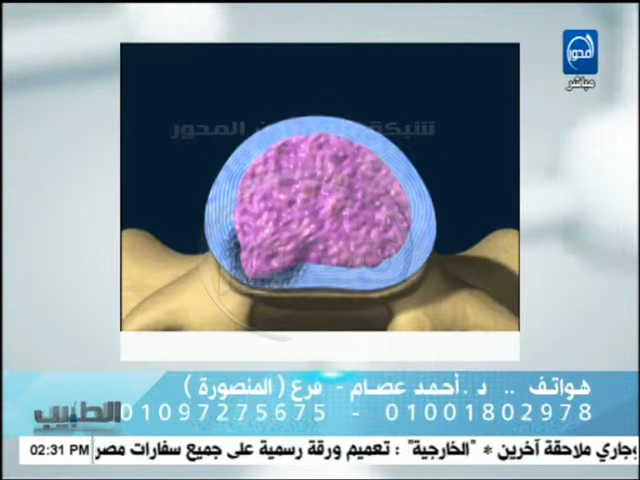 المحور
مباشر
شبكة قنوات المحور
هواتف .. د.أحمد عصام - فرع ( المنصورة )
01097275675 - 01001802978
الطبيب
وجاري ملاحقة آخرين * "الخارجية" : تعميم ورقة رسمية على جميع سفارات مصر
02:31 PM